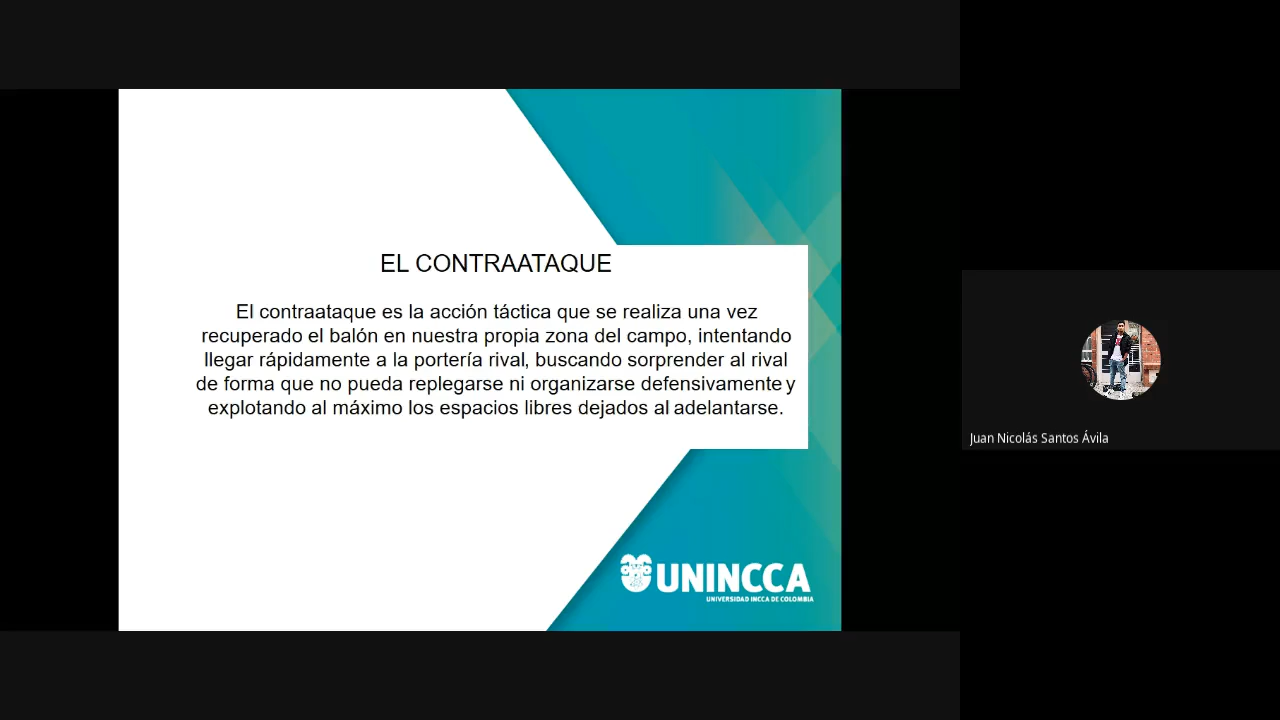 EL CONTRAATAQUE
El contraataque es la acción táctica que se realiza una vez
recuperado el balón en nuestra propia zona del campo, intentando
llegar rápidamente a la portería rival, buscando sorprender al rival
de forma que no pueda replegarse ni organizarse defensivamente y
explotando al máximo los espacios libres dejados al adelantarse.
Juan Nicolás Santos Ávila
UNINCCA
UNIVERSIDAD INCCA DE COLOMBIA